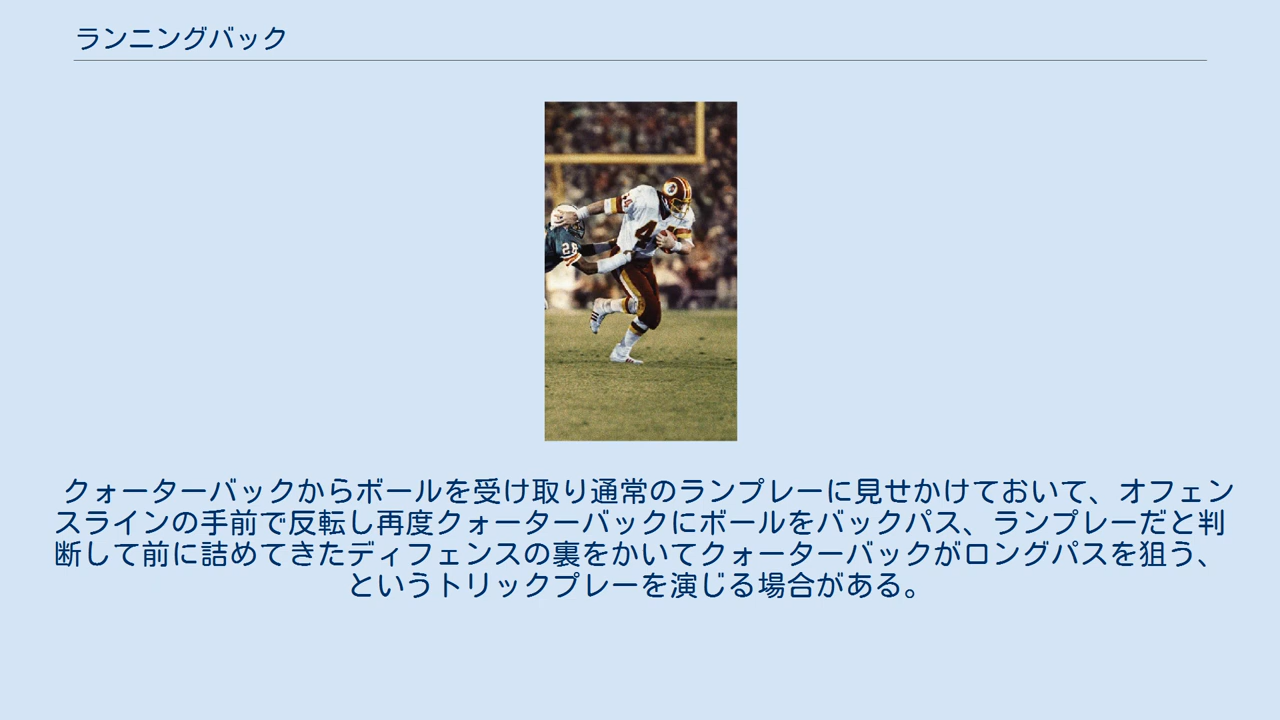 ランニングバック
28
4
クォーターバックからボールを受け取り通常のランプレーに見せかけておいて、オフェン
スラインの手前で反転し再度クォーターバックにボールをバックパス、ランプレーだと判
断して前に詰めてきたディフェンスの裏をかいてクォーターバックがロングパスを狙う、
というトリックプレーを演じる場合がある。